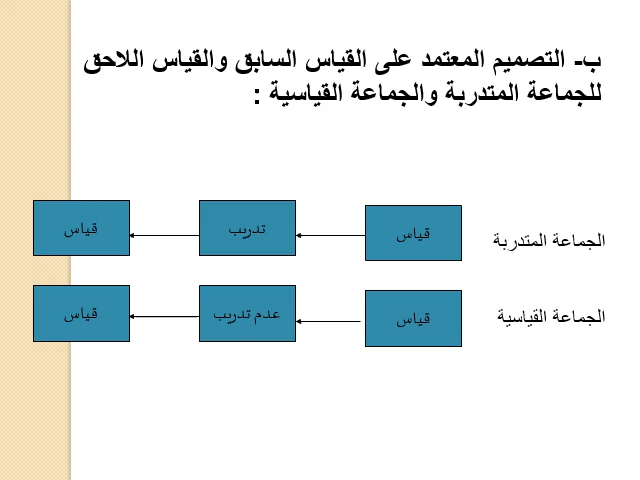 ب- التصميم المعتمد على القياس السابق والقياس اللاحق
للجماعة المتدربة والجماعة القياسية :
الجماعة المتدربة
قياس
تدريب
قياس
الجماعة القياسية
قياس
عدم تدريب
قياس